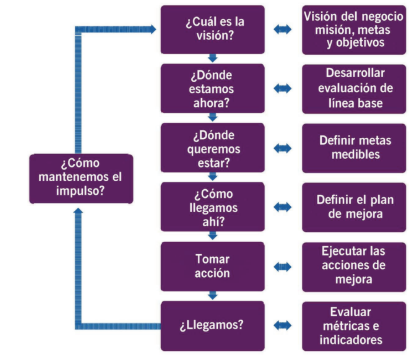 ¿Cuál es la
visión?
Visión del negocio
misión, metas
y objetivos
¿Dónde
estamos
ahora?
Desarrollar
evaluación de
línea base
¿Dónde
queremos
estar?
Definir metas
medibles
¿Cómo
mantenemos el
impulso?
¿Cómo
llegamos
ahí?
Definir el plan
de mejora
Tomar
acción
Ejecutar las
acciones de
mejora
¿Llegamos?
Evaluar
métricas e
indicadores